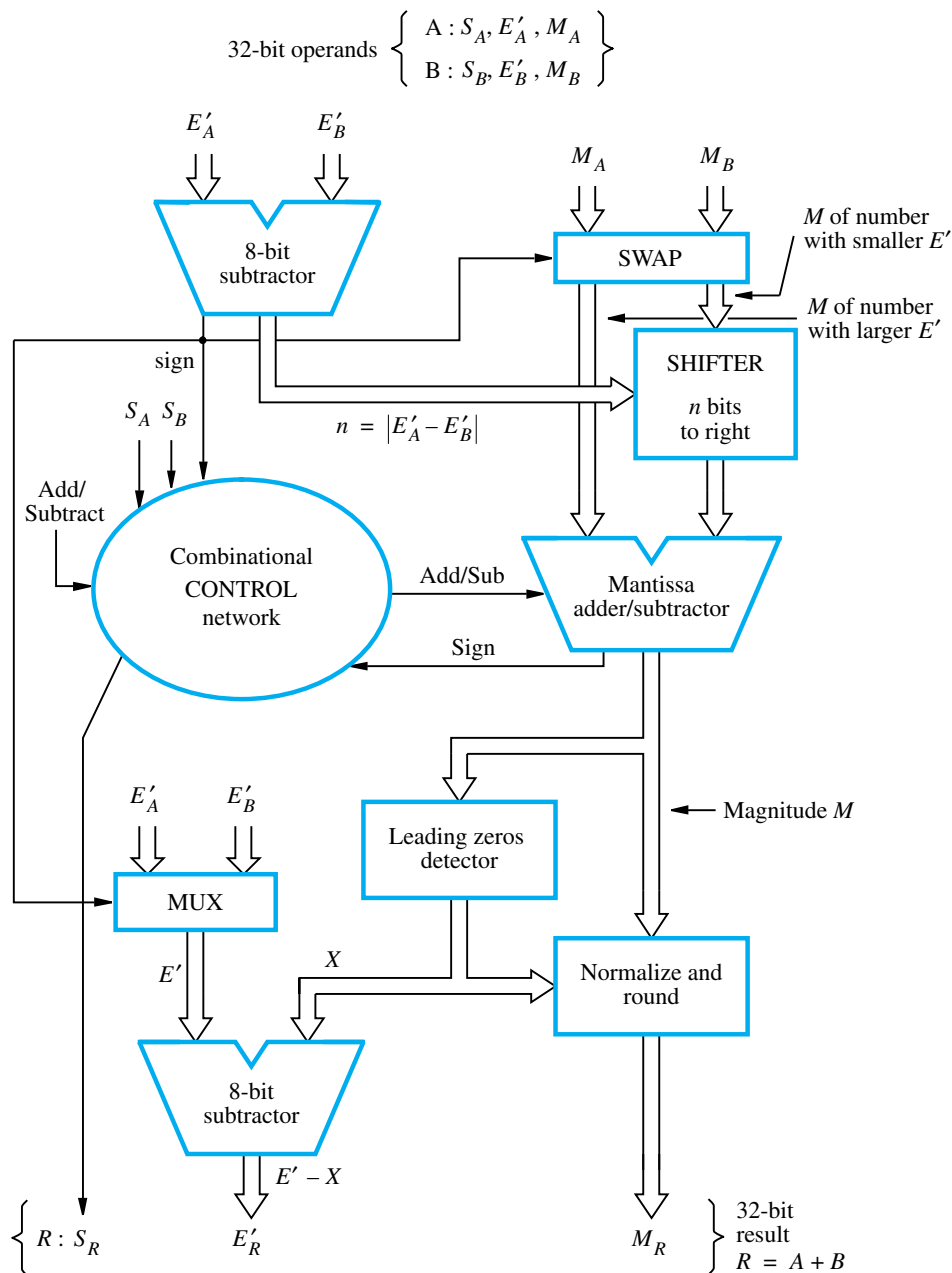 32-bit operands
A : S_A, E′_A , M_A
B : S_B, E′_B , M_B
E′_A
E′_B
M_A
M_B
8-bit
subtractor
SWAP
M of number
with smaller E′
M of number
with larger E′
sign
SHIFTER
n bits
to right
n = |E′_A – E′_B|
S_A
S_B
Add/
Subtract
Combinational
CONTROL
network
Add/Sub
Mantissa
adder/subtractor
Sign
E′_A
E′_B
Leading zeros
detector
Magnitude M
MUX
E′
X
Normalize and
round
8-bit
subtractor
E′ – X
R : S_R
E′_R
M_R
32-bit
result
R = A + B